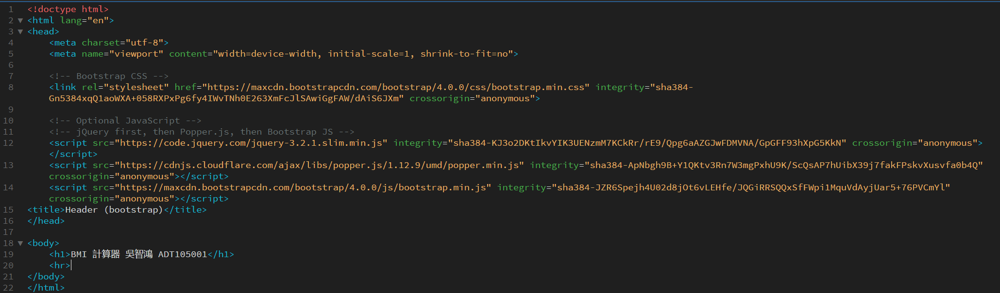 1 <!doctype html>
2 ▼ <html lang="en">
3 ▼ <head>
4 <meta charset="utf-8">
5 <meta name="viewport" content="width=device-width, initial-scale=1, shrink-to-fit=no">
6
7 <!-- Bootstrap CSS -->
8 <link rel="stylesheet" href="https://maxcdn.bootstrapcdn.com/bootstrap/4.0.0/css/bootstrap.min.css" integrity="sha384-
Gn5384xqQ1aoWXA+058RXPxPg6fy4IWvTNh0E263XmFcJlSAwiGgFAW/dAiS6JXm" crossorigin="anonymous">
9
10 <!-- Optional JavaScript -->
11 <!-- jQuery first, then Popper.js, then Bootstrap JS -->
12 <script src="https://code.jquery.com/jquery-3.2.1.slim.min.js" integrity="sha384-KJ3o2DKtIkvYIK3UENzmM7KCkRr/rE9/Qpg6aAZGJwFDMVNA/GpGFF93hXpG5KkN" crossorigin="anonymous">
</script>
13 <script src="https://cdnjs.cloudflare.com/ajax/libs/popper.js/1.12.9/umd/popper.min.js" integrity="sha384-ApNbgh9B+Y1QKtv3Rn7W3mgPxhU9K/ScQsAP7hUibX39j7fakFPskvXusvfa0b4Q"
crossorigin="anonymous"></script>
14 <script src="https://maxcdn.bootstrapcdn.com/bootstrap/4.0.0/js/bootstrap.min.js" integrity="sha384-JZR6Spejh4U02d8jOt6vLEHfe/JQGiRRSQQxSfFWpi1MquVdAyjUar5+76PVCmYl"
crossorigin="anonymous"></script>
15 <title>Header (bootstrap)</title>
16 </head>
17
18 ▼ <body>
19 <h1>BMI 計算器 吳智鴻 ADT105001</h1>
20 <hr>
21 </body>
22 </html>